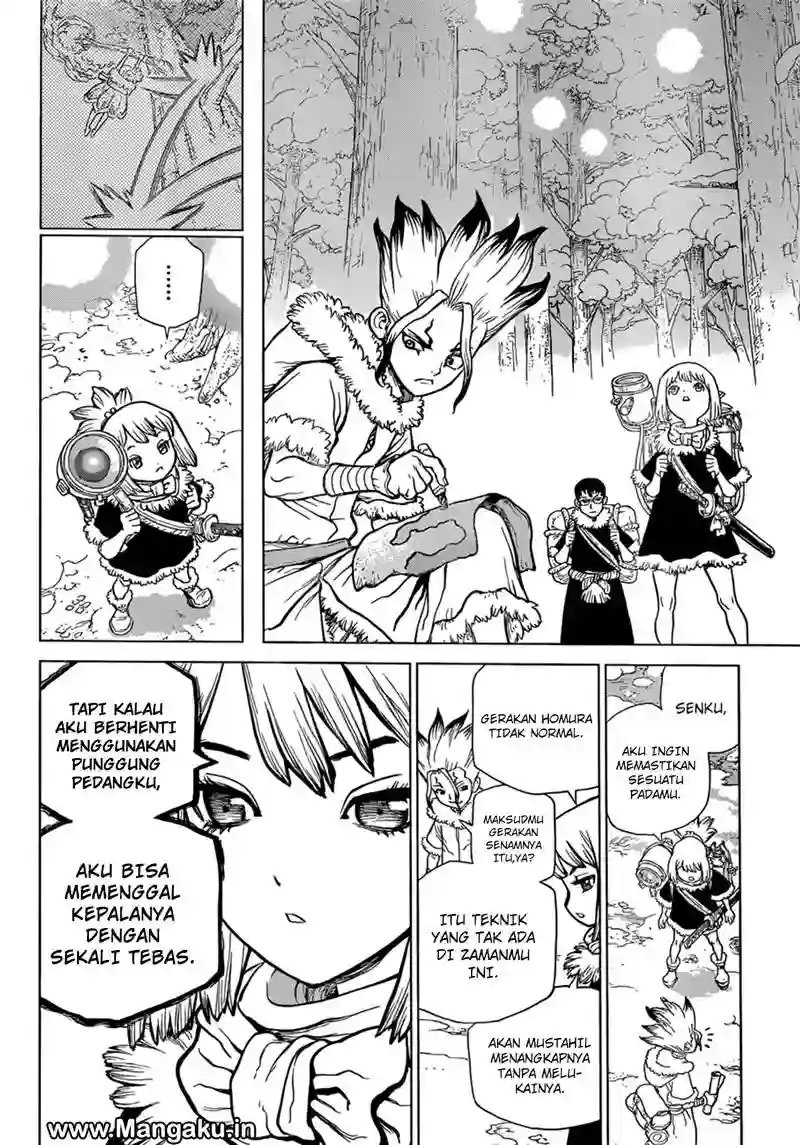 ......
SENKU,
AKU INGIN
MEMASTIKAN
SESUATU
PADAMU.
GERAKAN HOMURA
TIDAK NORMAL.
MAKSUDMU
GERAKAN
SENAMNYA
ITU,YA?
ITU TEKNIK
YANG TAK ADA
DI ZAMANMU
INI.
AKAN MUSTAHIL
MENANGKAPNYA
TANPA MELU-
KAINYA.
TAPI KALAU
AKU BERHENTI
MENGGUNAKAN
PUNGGUNG
PEDANGKU,
AKU BISA
MEMENGGAL
KEPALANYA
DENGAN
SEKALI TEBAS.
www.Mangaku.in